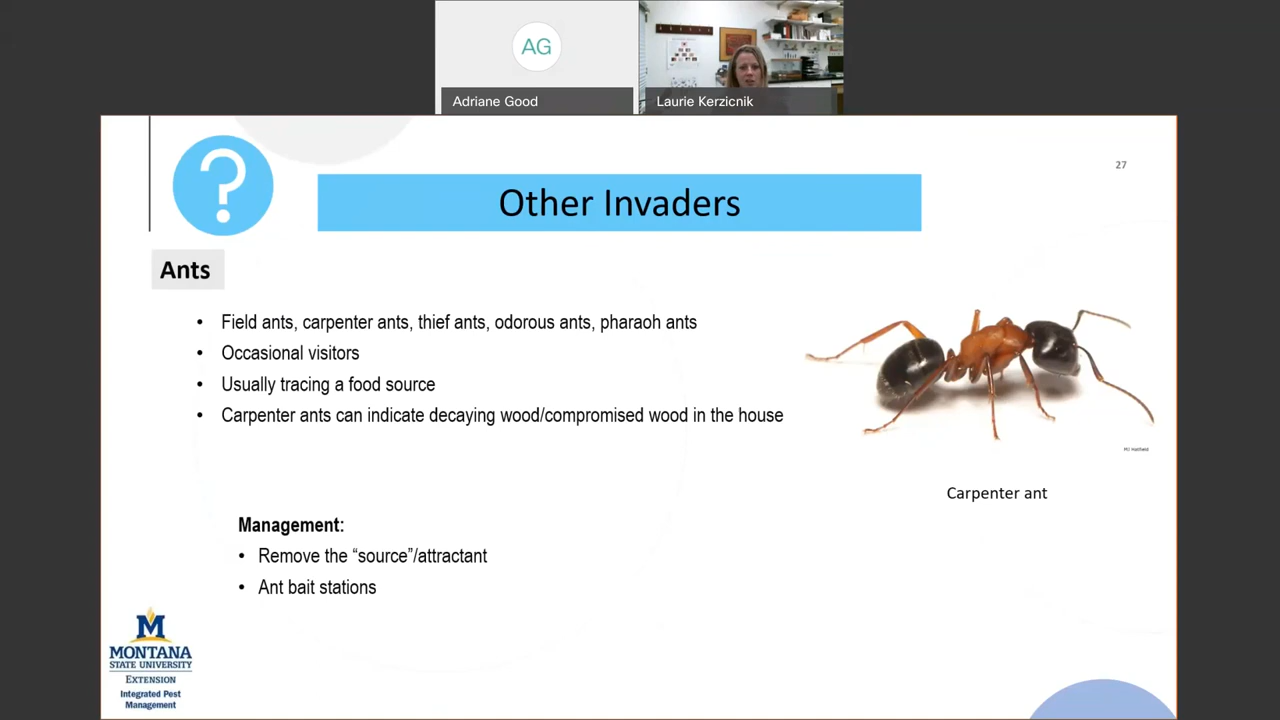 AG
Adriane Good
Laurie Kerzicnik
27
?
Other Invaders
Ants
• Field ants, carpenter ants, thief ants, odorous ants, pharaoh ants
• Occasional visitors
• Usually tracing a food source
• Carpenter ants can indicate decaying wood/compromised wood in the house
Carpenter ant
Management:
• Remove the “source”/attractant
• Ant bait stations
M
MONTANA
STATE UNIVERSITY
EXTENSION
Integrated Pest
Management